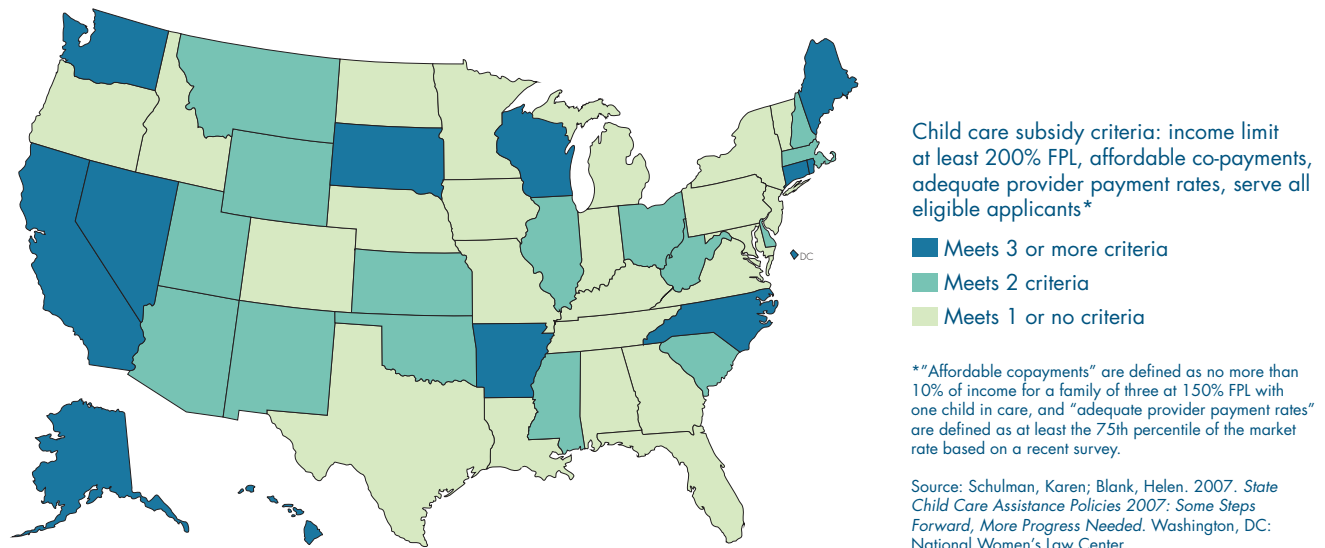 Child care subsidy criteria: income limit
at least 200% FPL, affordable co-payments,
adequate provider payment rates, serve all
eligible applicants*
Meets 3 or more criteria
DC
Meets 2 criteria
Meets 1 or no criteria
*"Affordable copayments" are defined as no more than
10% of income for a family of three at 150% FPL with
one child in care, and "adequate provider payment rates"
are defined as at least the 75th percentile of the market
rate based on a recent survey.
Source: Schulman, Karen; Blank, Helen. 2007. State
Child Care Assistance Policies 2007: Some Steps
Forward, More Progress Needed. Washington, DC:
National Women's Law Center